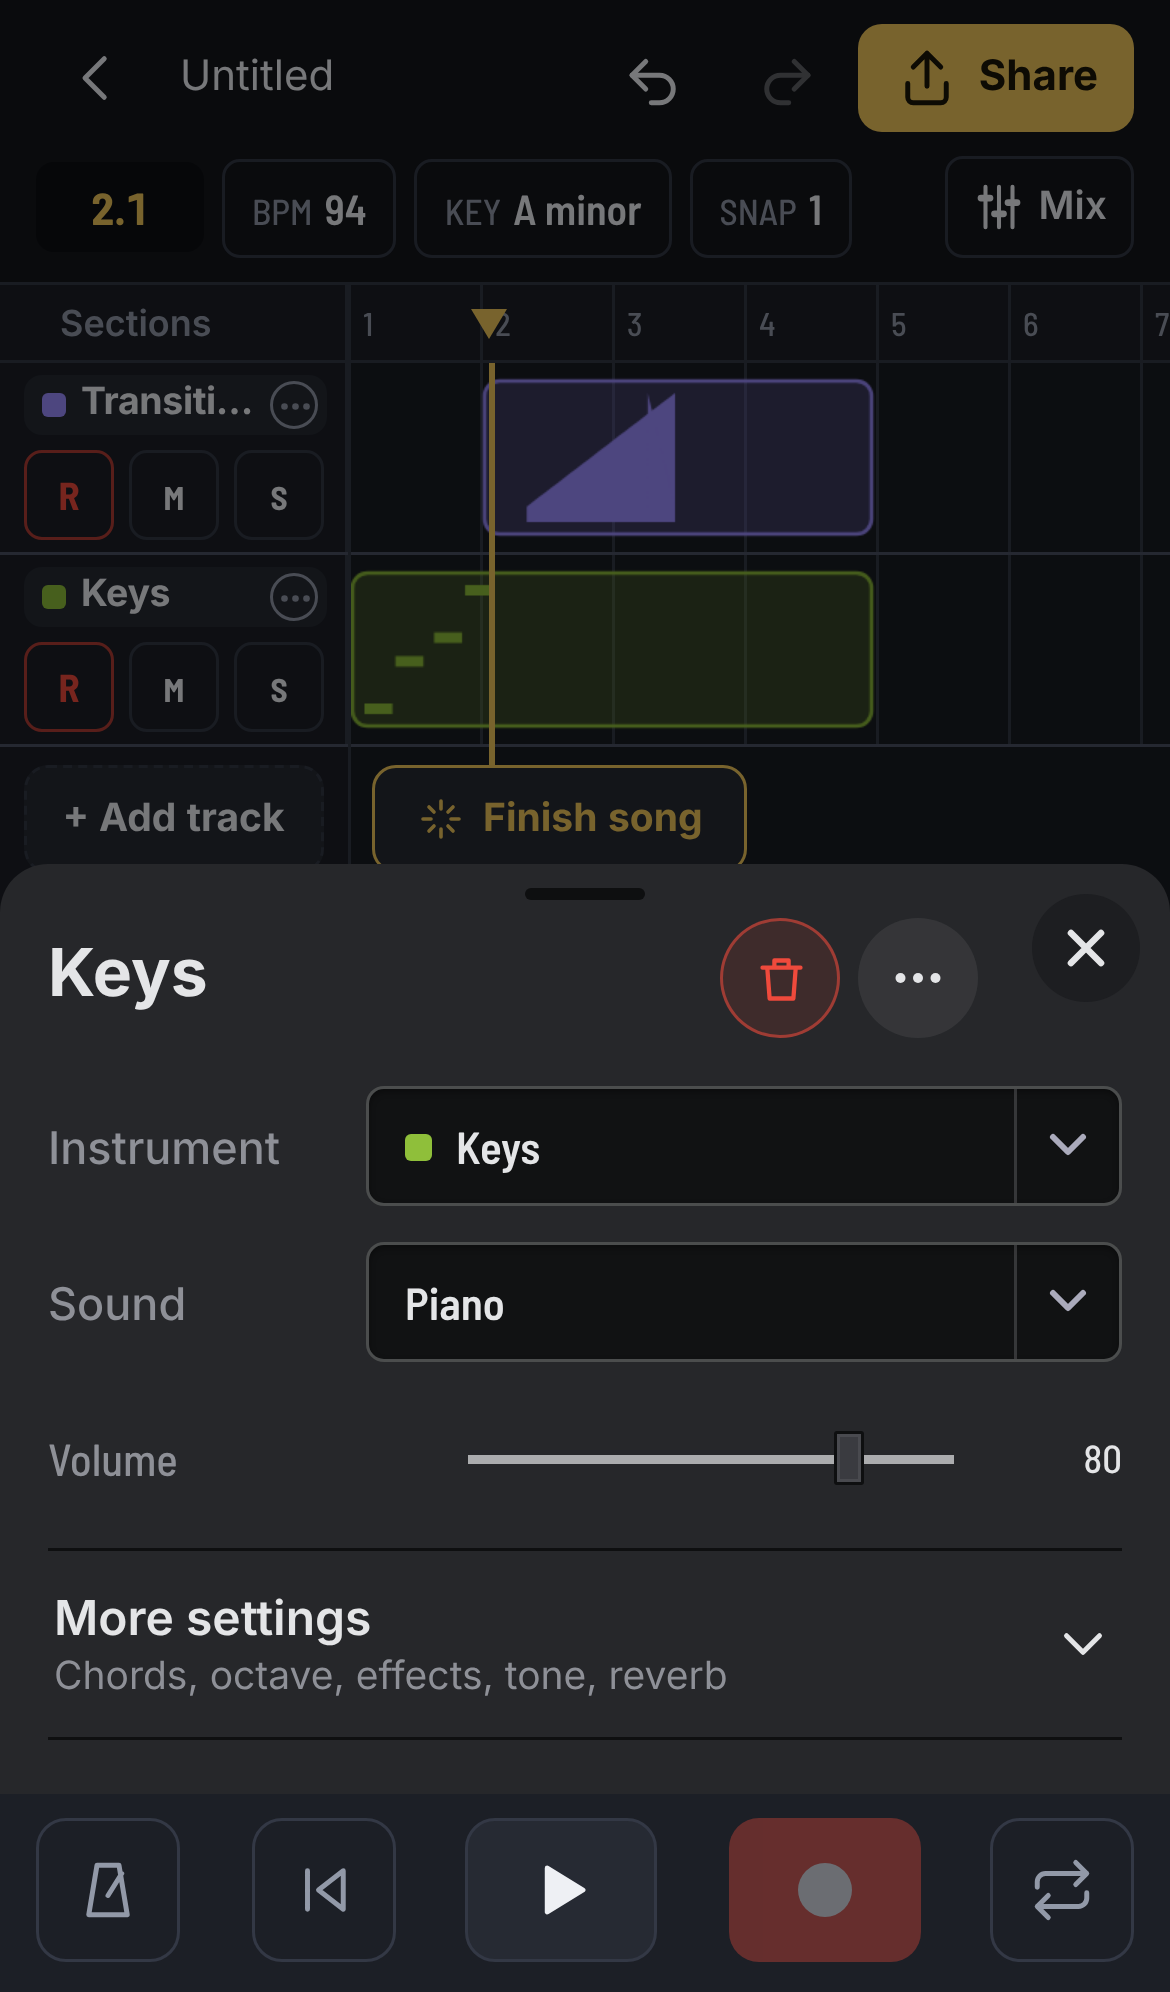 Untitled
Share
2.1
BPM 94
KEY A minor
SNAP 1
Mix
Sections
1 2 3 4 5 6 7
Transiti...
R M S
Keys
R M S
+ Add track
Finish song
Keys
Instrument
Keys
Sound
Piano
Volume
80
More settings
Chords, octave, effects, tone, reverb